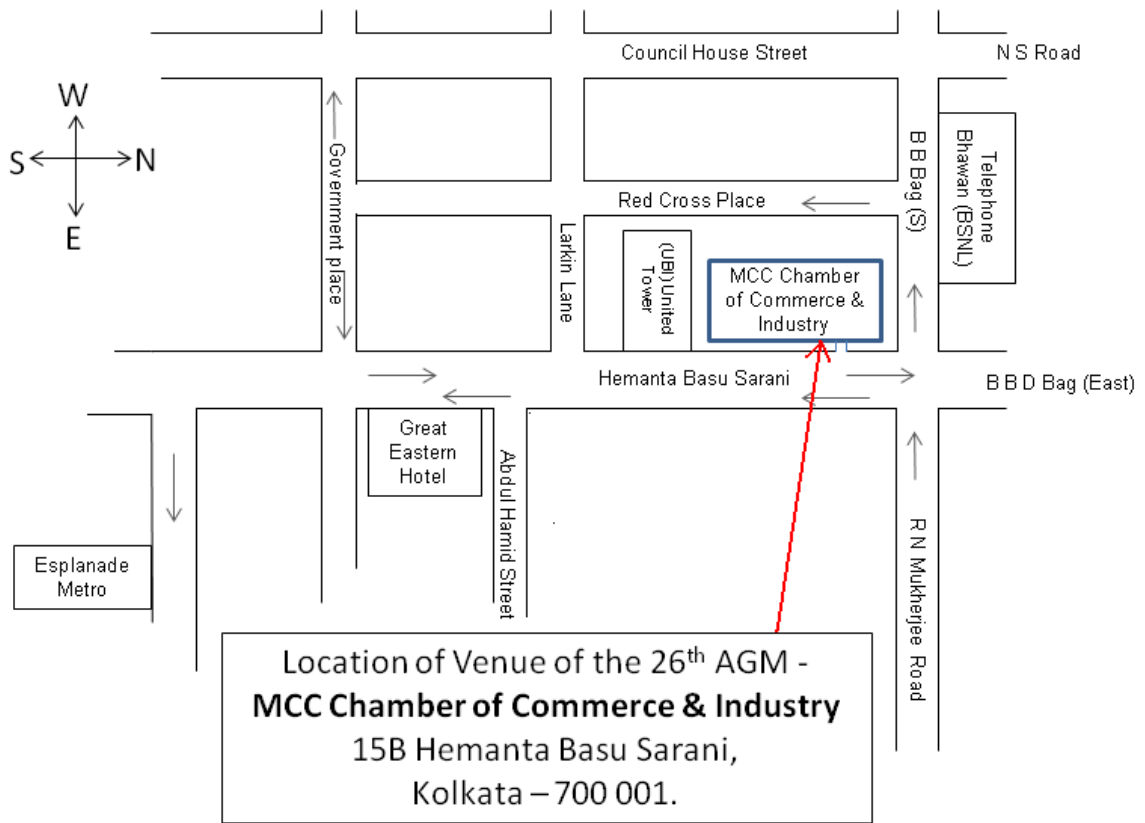 Council House Street
N S Road
W
S
N
E
Government place
B B Bag (S)
Telephone
Bhawan (BSNL)
Red Cross Place
Larkin Lane
(UBI) United
Tower
MCC Chamber
of Commerce &
Industry
Hemanta Basu Sarani
B B D Bag (East)
Great
Eastern
Hotel
Abdul Hamid Street
R N Mukherjee Road
Esplanade
Metro
Location of Venue of the 26th AGM -
MCC Chamber of Commerce & Industry
15B Hemanta Basu Sarani,
Kolkata – 700 001.